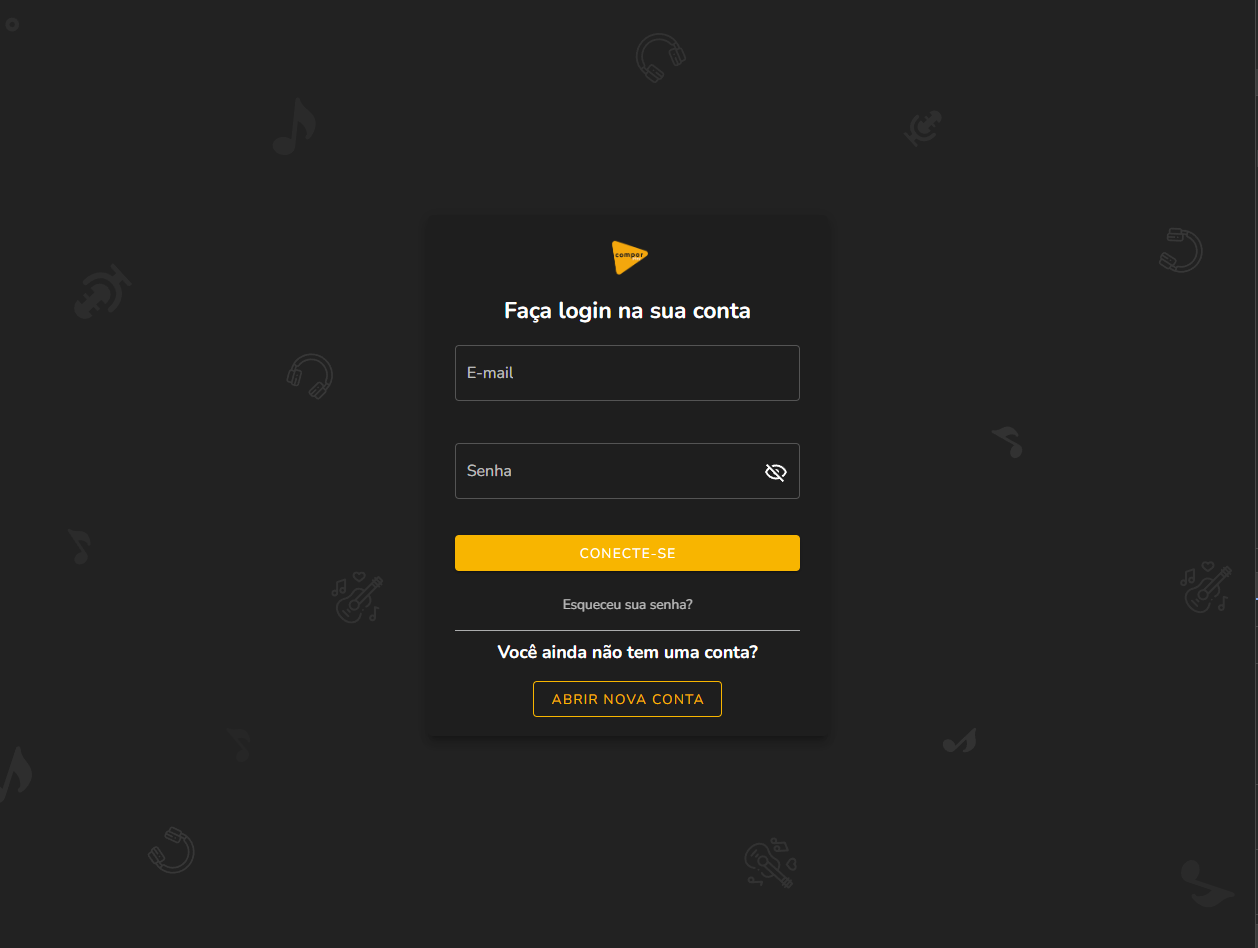 compor
Faça login na sua conta
E-mail
Senha
CONECTE-SE
Esqueceu sua senha?
Você ainda não tem uma conta?
ABRIR NOVA CONTA